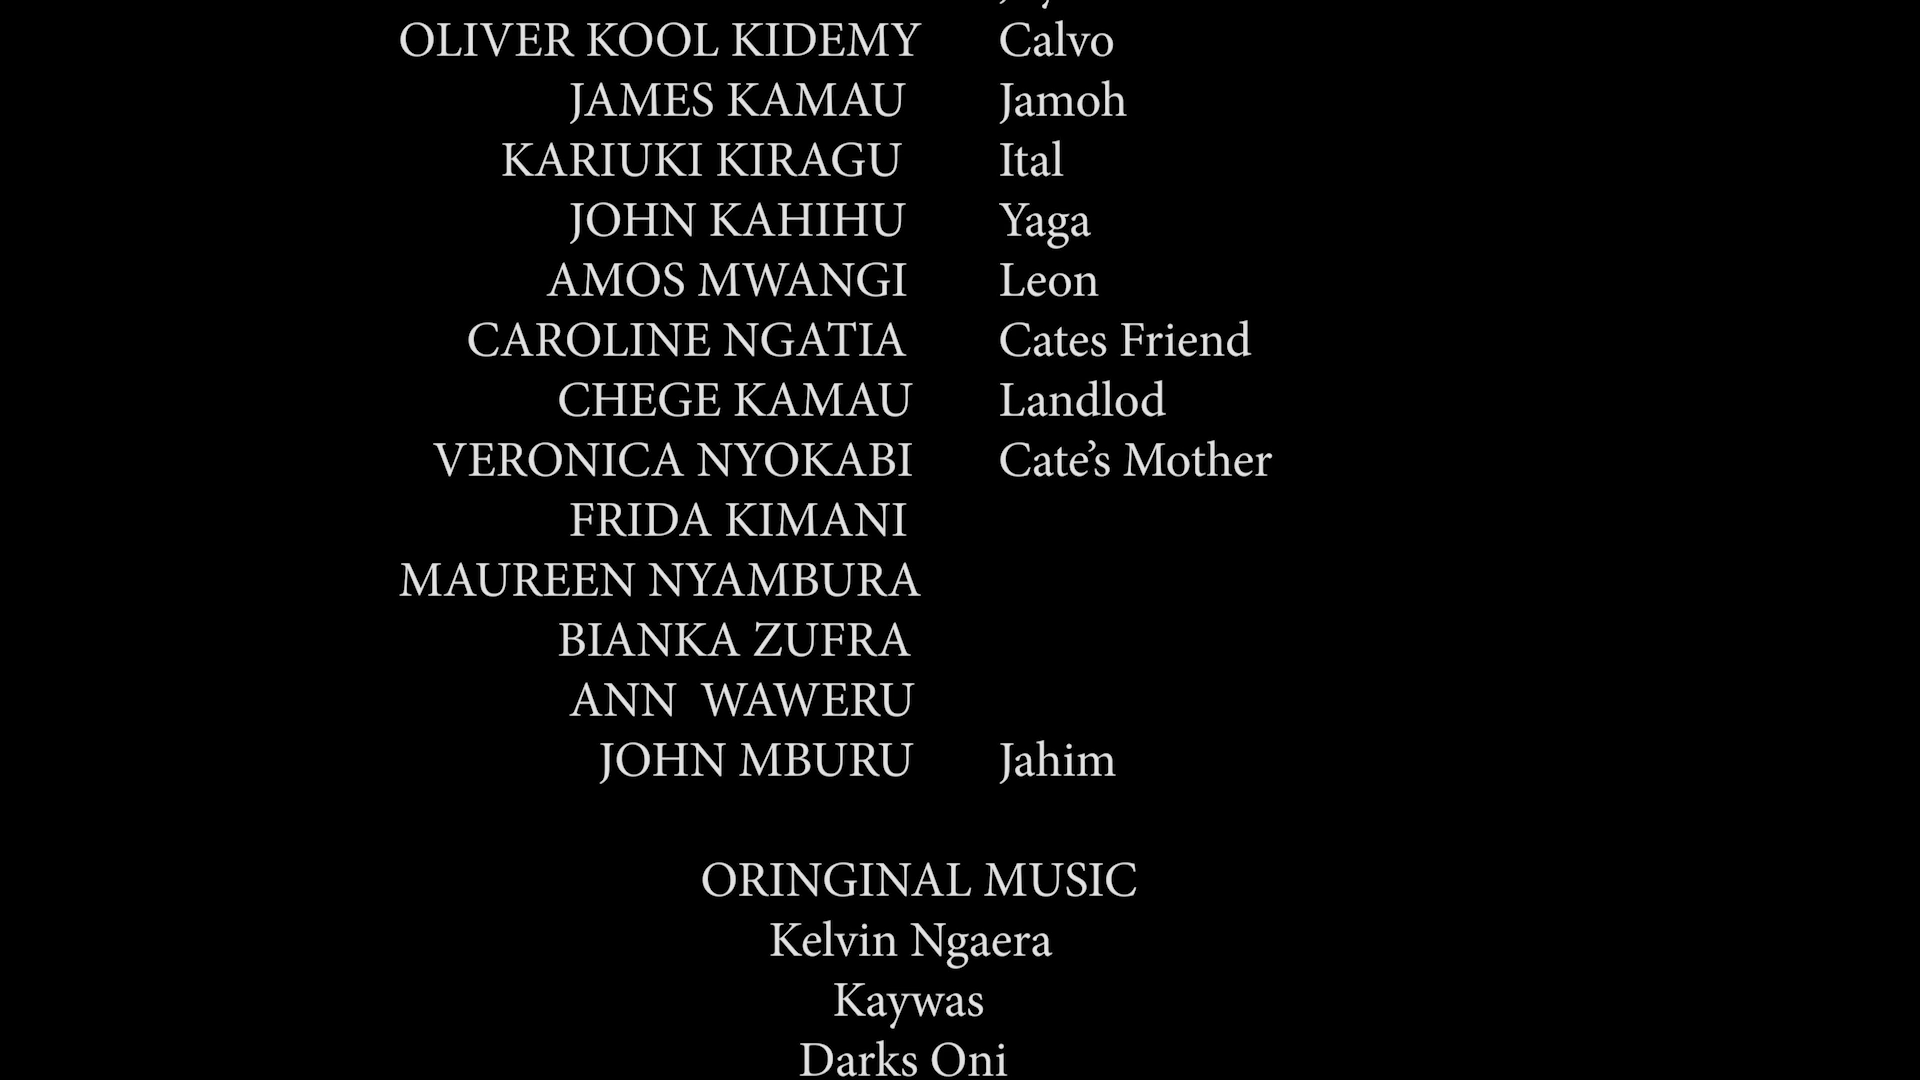 OLIVER KOOL KIDEMY Calvo
JAMES KAMAU Jamoh
KARIUKI KIRAGU Ital
JOHN KAHIHU Yaga
AMOS MWANGI Leon
CAROLINE NGATIA Cates Friend
CHEGE KAMAU Landlod
VERONICA NYOKABI Cate’s Mother
FRIDA KIMANI
MAUREEN NYAMBURA
BIANKA ZUFRA
ANN WAWERU
JOHN MBURU Jahim
ORINGINAL MUSIC
Kelvin Ngaera
Kaywas
Darks Oni